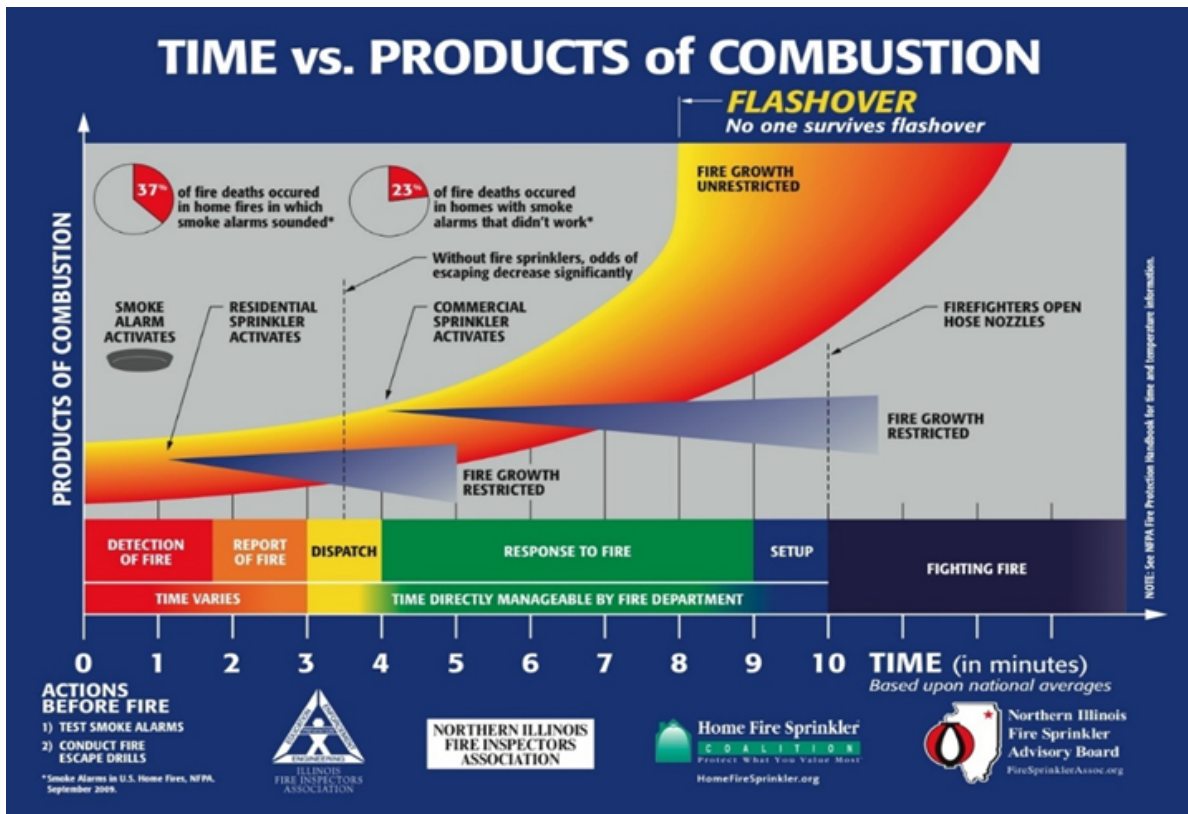 TIME vs. PRODUCTS of COMBUSTION
FLASHOVER
No one survives flashover
FIRE GROWTH
UNRESTRICTED
37%
of fire deaths occured
in home fires in which
smoke alarms sounded*
23%
of fire deaths occured
in homes with smoke
alarms that didn't work*
Without fire sprinklers, odds of
escaping decrease significantly
SMOKE
ALARM
ACTIVATES
RESIDENTIAL
SPRINKLER
ACTIVATES
COMMERCIAL
SPRINKLER
ACTIVATES
FIREFIGHTERS OPEN
HOSE NOZZLES
FIRE GROWTH
RESTRICTED
FIRE GROWTH
RESTRICTED
PRODUCTS OF COMBUSTION
NOTE: See NFPA Fire Protection Handbook for time and temperature information.
DETECTION
OF FIRE
REPORT
OF FIRE
DISPATCH
RESPONSE TO FIRE
SETUP
FIGHTING FIRE
TIME VARIES
TIME DIRECTLY MANAGEABLE BY FIRE DEPARTMENT
0 1 2 3 4 5 6 7 8 9 10 TIME (in minutes)
Based upon national averages
ACTIONS
BEFORE FIRE
1) TEST SMOKE ALARMS
2) CONDUCT FIRE
ESCAPE DRILLS
*Smoke Alarms in U.S. Home Fires, NFPA.
September 2009.
EDUCATION
ENFORCEMENT
ENGINEERING
ILLINOIS
FIRE INSPECTORS
ASSOCIATION
NORTHERN ILLINOIS
FIRE INSPECTORS
ASSOCIATION
Home Fire Sprinkler
COALITION
Protect What You Value Most
HomeFireSprinkler.org
Northern Illinois
Fire Sprinkler
Advisory Board
FireSprinklerAssoc.org